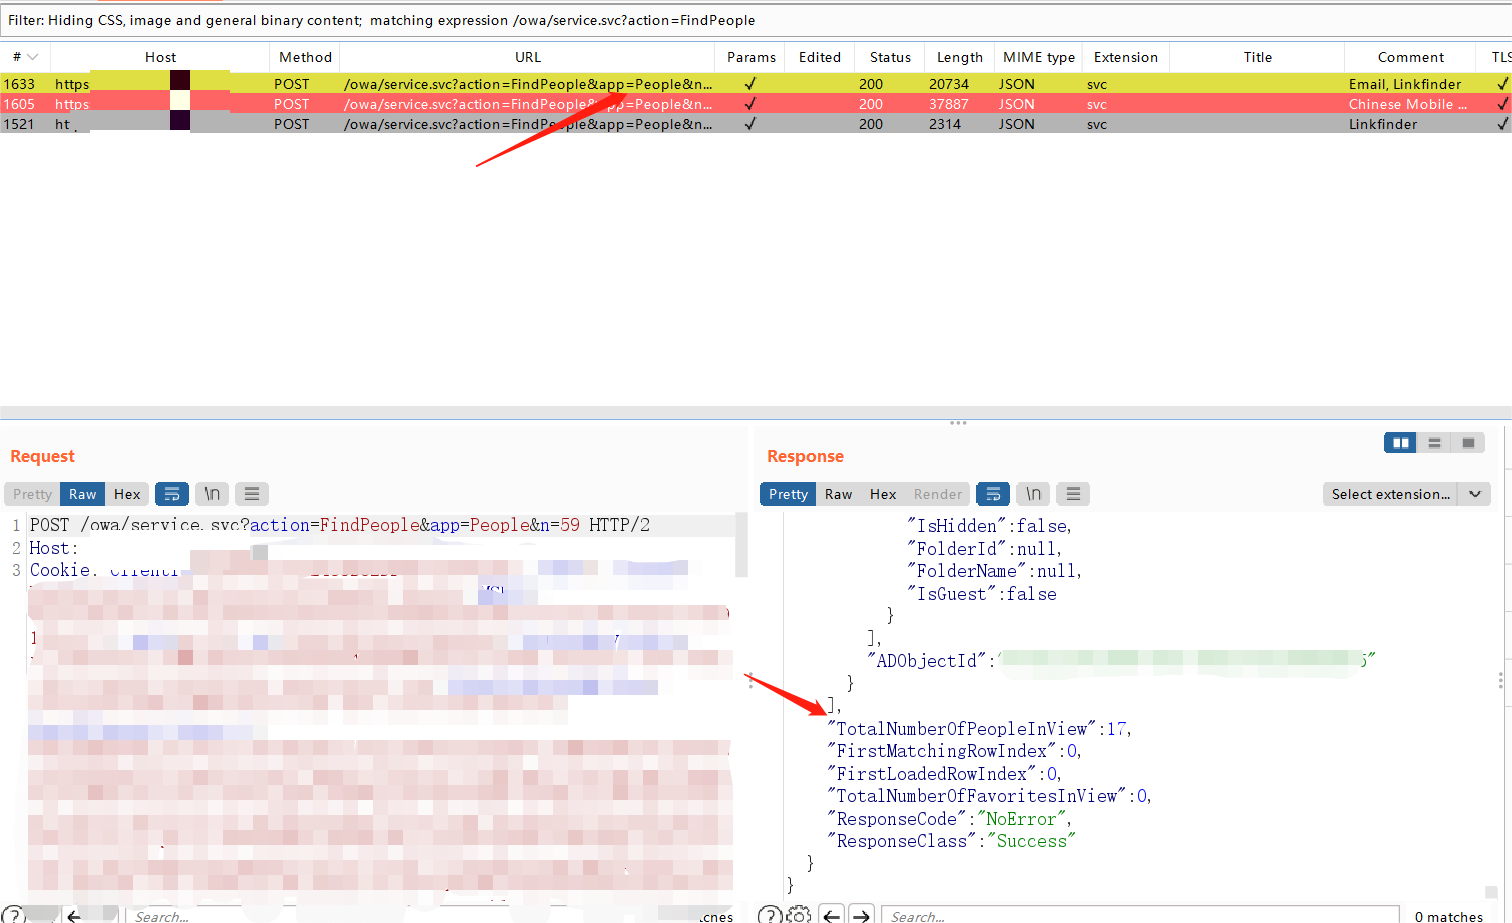 Filter: Hiding CSS, image and general binary content;  matching expression /owa/service.svc?action=FindPeople
# Host Method URL Params Edited Status Length MIME type Extension Title Comment TLS
1633 https POST /owa/service.svc?action=FindPeople&app=People&n... ✓ 200 20734 JSON svc Email, Linkfinder ✓
1605 https POST /owa/service.svc?action=FindPeople&app=People&n... ✓ 200 37887 JSON svc Chinese Mobile ... ✓
1521 ht POST /owa/service.svc?action=FindPeople&app=People&n... ✓ 200 2314 JSON svc Linkfinder ✓
Request
Pretty Raw Hex \n
1 POST /owa/service.svc?action=FindPeople&app=People&n=59 HTTP/2
2 Host:
3 Cookie:
Search...
Response
Pretty Raw Hex Render \n Select extension...
"IsHidden":false,
"FolderId":null,
"FolderName":null,
"IsGuest":false
}
],
"ADObjectId":
}
],
"TotalNumberOfPeopleInView":17,
"FirstMatchingRowIndex":0,
"FirstLoadedRowIndex":0,
"TotalNumberOfFavoritesInView":0,
"ResponseCode":"NoError",
"ResponseClass":"Success"
}
}
Search... 0 matches